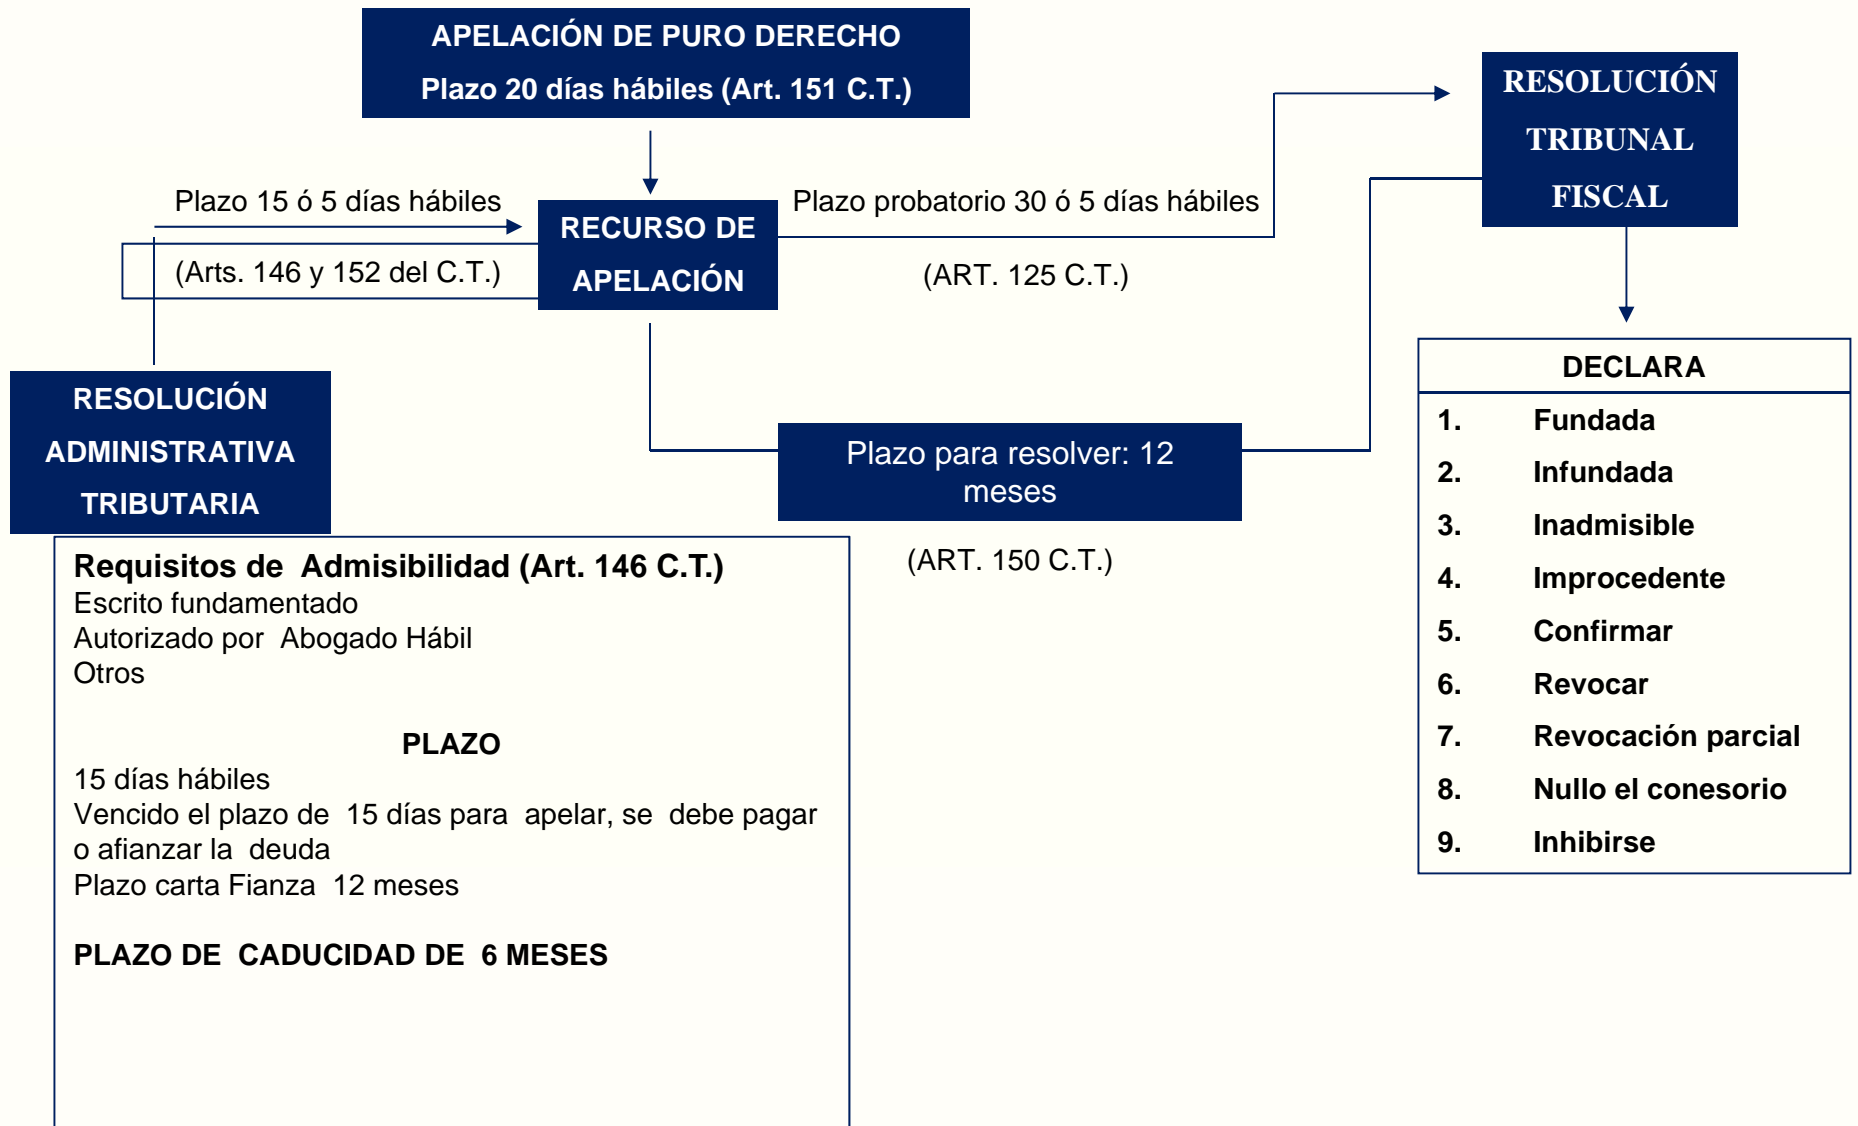 APELACIÓN DE PURO DERECHO
Plazo 20 días hábiles (Art. 151 C.T.)
RESOLUCIÓN
TRIBUNAL
FISCAL
Plazo 15 ó 5 días hábiles
(Arts. 146 y 152 del C.T.)
RECURSO DE
APELACIÓN
Plazo probatorio 30 ó 5 días hábiles
(ART. 125 C.T.)
RESOLUCIÓN
ADMINISTRATIVA
TRIBUTARIA
Plazo para resolver: 12
meses
(ART. 150 C.T.)
Requisitos de Admisibilidad (Art. 146 C.T.)
Escrito fundamentado
Autorizado por Abogado Hábil
Otros
PLAZO
15 días hábiles
Vencido el plazo de 15 días para apelar, se debe pagar
o afianzar la deuda
Plazo carta Fianza 12 meses
PLAZO DE CADUCIDAD DE 6 MESES
DECLARA
1. Fundada
2. Infundada
3. Inadmisible
4. Improcedente
5. Confirmar
6. Revocar
7. Revocación parcial
8. Nullo el conesorio
9. Inhibirse